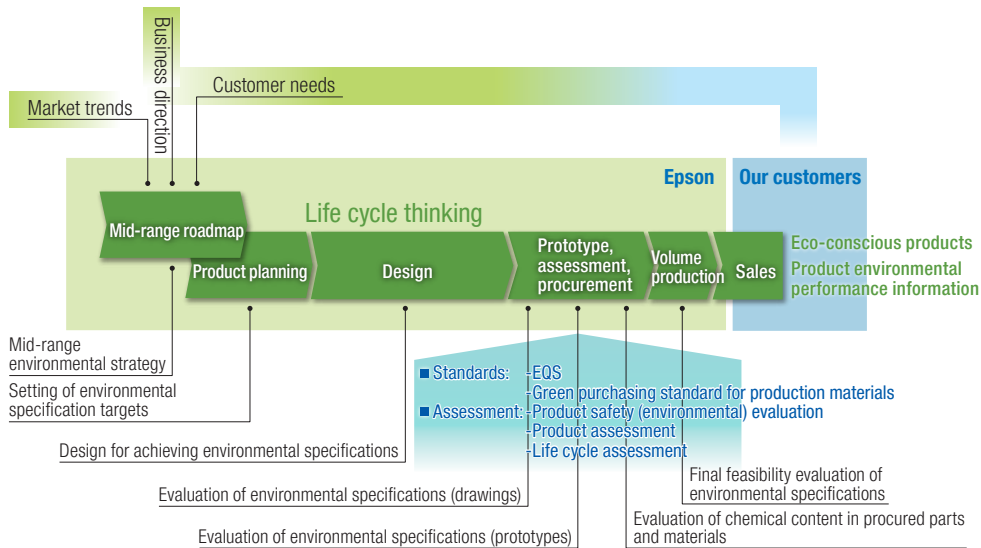 Business
direction
Customer needs
Market trends
Epson
Our customers
Life cycle thinking
Mid-range roadmap
Product planning
Design
Prototype,
assessment,
procurement
Volume
production
Sales
Eco-conscious products
Product environmental
performance information
Mid-range
environmental strategy
Setting of environmental
specification targets
■ Standards: -EQS
-Green purchasing standard for production materials
■ Assessment: -Product safety (environmental) evaluation
-Product assessment
-Life cycle assessment
Design for achieving environmental specifications
Final feasibility evaluation of
environmental specifications
Evaluation of environmental specifications (drawings)
Evaluation of chemical content in procured parts
and materials
Evaluation of environmental specifications (prototypes)